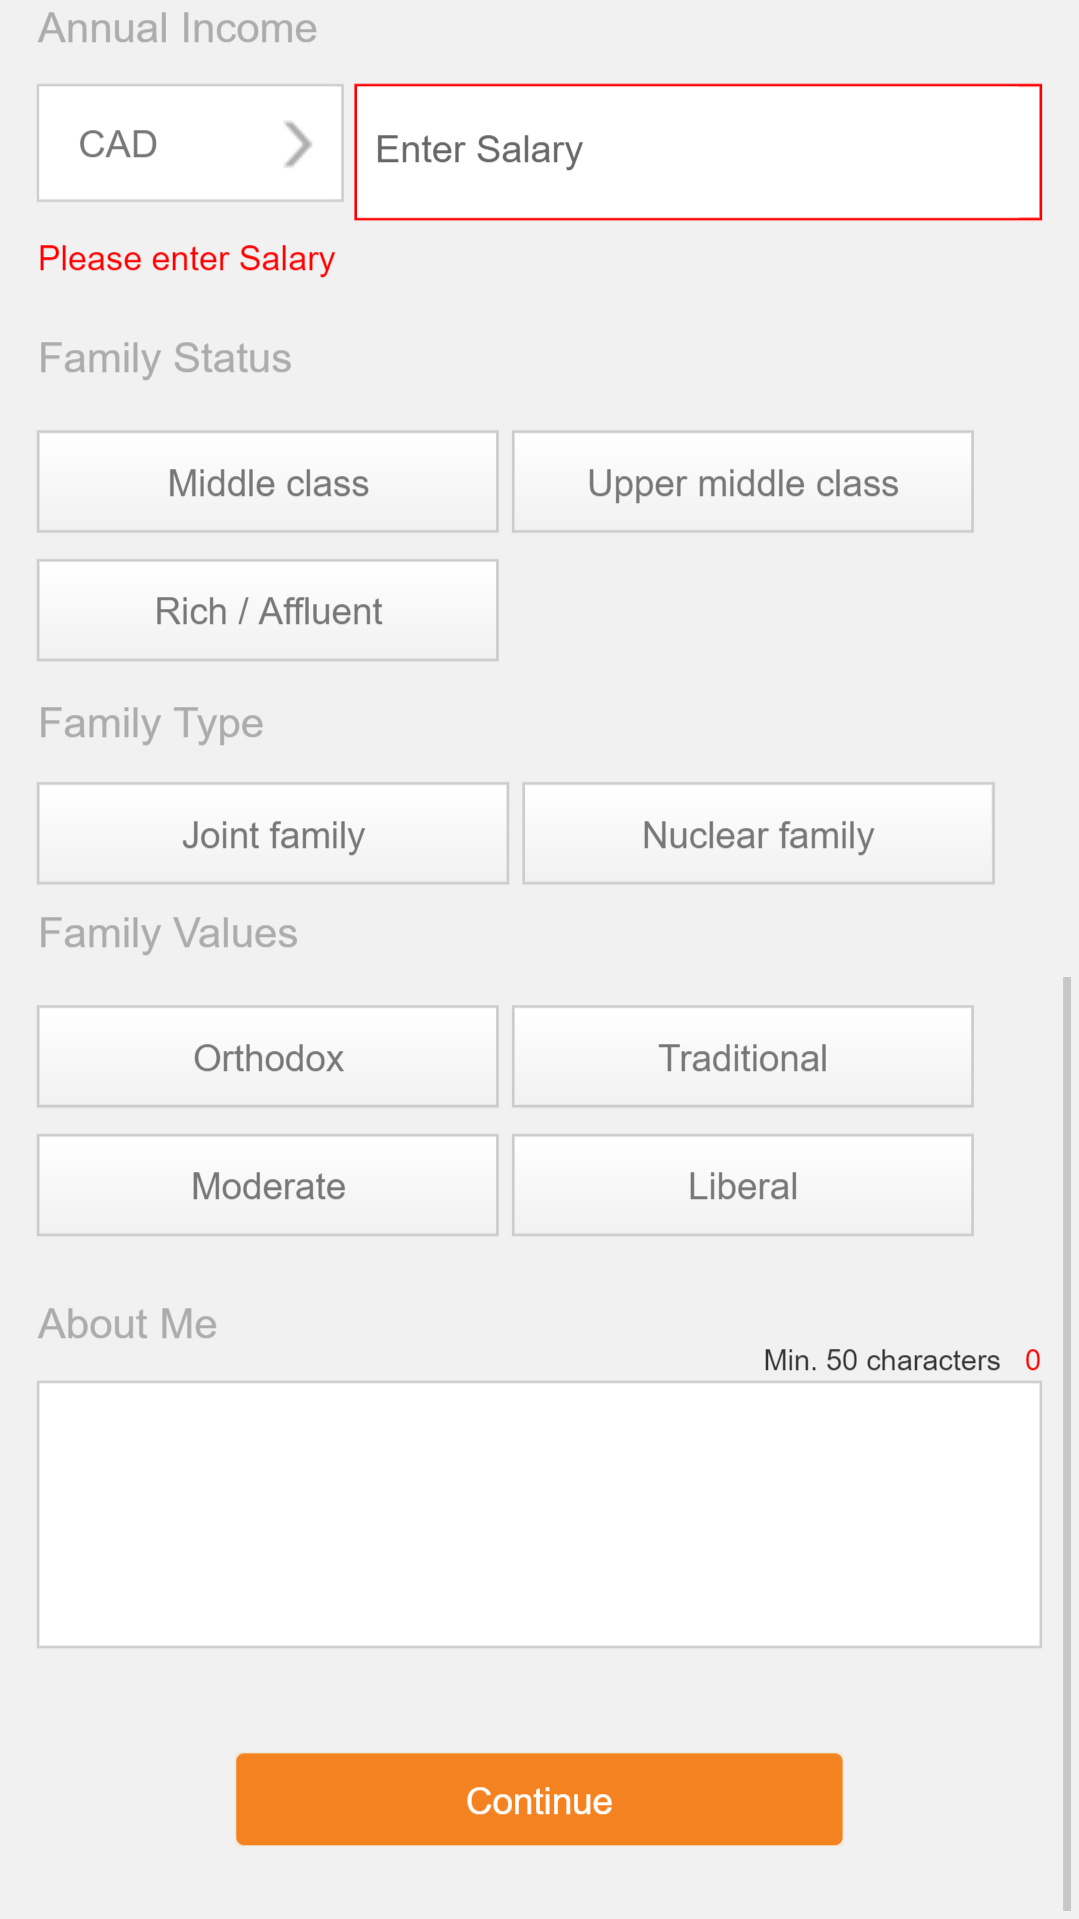 Annual Income
CAD
Enter Salary
Please enter Salary
Family Status
Middle class
Upper middle class
Rich / Affluent
Family Type
Joint family
Nuclear family
Family Values
Orthodox
Traditional
Moderate
Liberal
About Me
Min. 50 characters 0
Continue